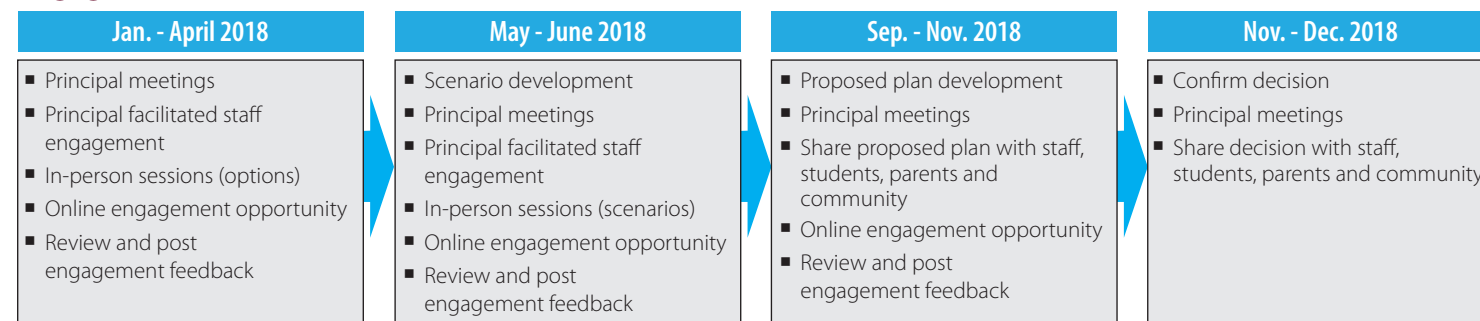 Jan. - April 2018
■ Principal meetings
■ Principal facilitated staff
engagement
■ In-person sessions (options)
■ Online engagement opportunity
■ Review and post
engagement feedback
May - June 2018
■ Scenario development
■ Principal meetings
■ Principal facilitated staff
engagement
■ In-person sessions (scenarios)
■ Online engagement opportunity
■ Review and post
engagement feedback
Sep. - Nov. 2018
■ Proposed plan development
■ Principal meetings
■ Share proposed plan with staff,
students, parents and
community
■ Online engagement opportunity
■ Review and post
engagement feedback
Nov. - Dec. 2018
■ Confirm decision
■ Principal meetings
■ Share decision with staff,
students, parents and community